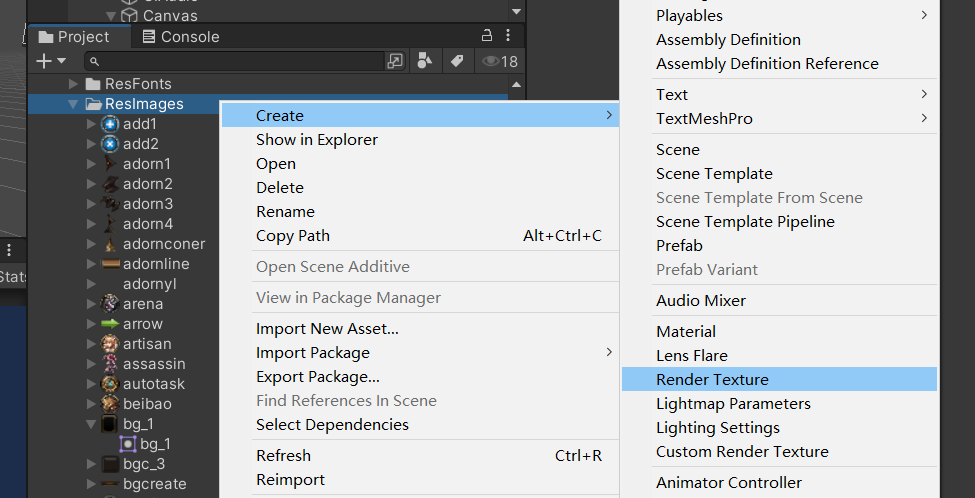 Canvas
Project
Console
18
ResFonts
ResImages
add1
add2
adorn1
adorn2
adorn3
adorn4
adornconer
adornline
adornyl
arena
arrow
artisan
assassin
autotask
beibao
bg_1
bg_1
bgc_3
bgcreate
Stats
Create
Show in Explorer
Open
Delete
Rename
Copy Path Alt+Ctrl+C
Open Scene Additive
View in Package Manager
Import New Asset...
Import Package
Export Package...
Find References In Scene
Select Dependencies
Refresh Ctrl+R
Reimport
Playables
Assembly Definition
Assembly Definition Reference
Text
TextMeshPro
Scene
Scene Template
Scene Template From Scene
Scene Template Pipeline
Prefab
Prefab Variant
Audio Mixer
Material
Lens Flare
Render Texture
Lightmap Parameters
Lighting Settings
Custom Render Texture
Animator Controller